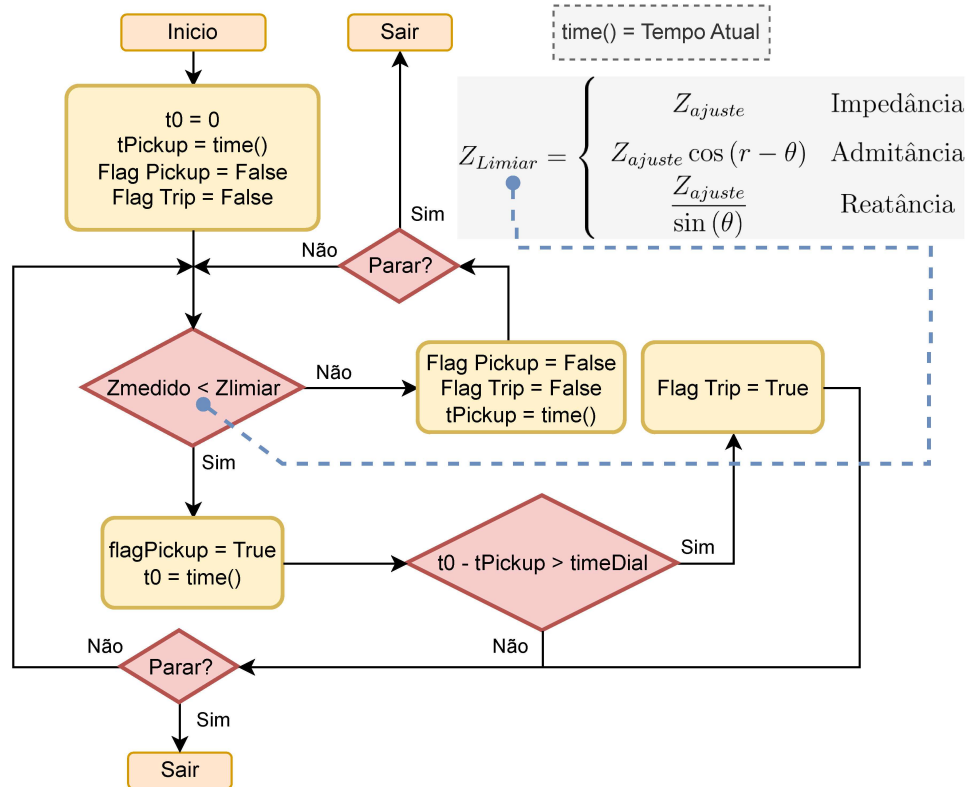 Inicio
Sair
time() = Tempo Atual
t0 = 0
tPickup = time()
Flag Pickup = False
Flag Trip = False
Z_{Limiar} = { Z_{ajuste} Impedância
Z_{ajuste} cos (r − θ) Admitância
Z_{ajuste} / sin (θ) Reatância
Sim
Não
Parar?
Zmedido < Zlimiar
Não
Flag Pickup = False
Flag Trip = False
tPickup = time()
Flag Trip = True
Sim
flagPickup = True
t0 = time()
t0 - tPickup > timeDial
Sim
Não
Não
Parar?
Sim
Sair